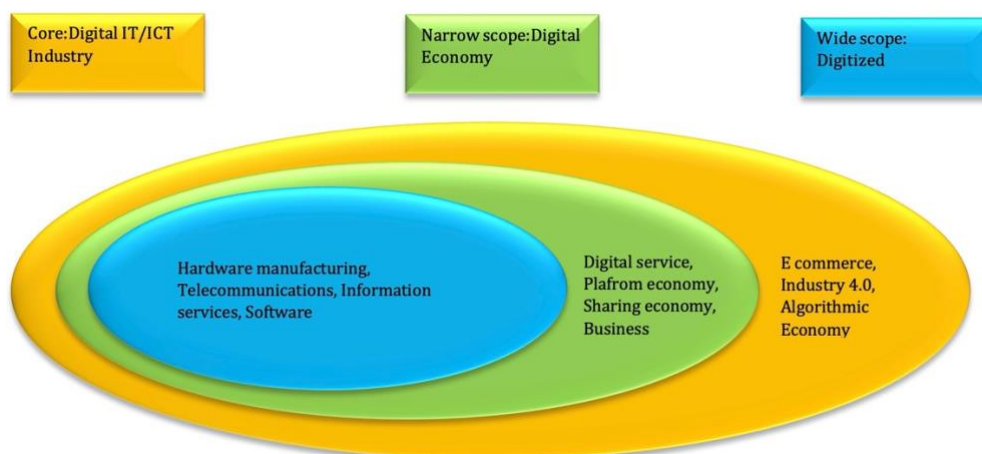 Core:Digital IT/ICT
Industry
Narrow scope:Digital
Economy
Wide scope:
Digitized
Hardware manufacturing,
Telecommunications, Information
services, Software
Digital service,
Plafrom economy,
Sharing economy,
Business
E commerce,
Industry 4.0,
Algorithmic
Economy